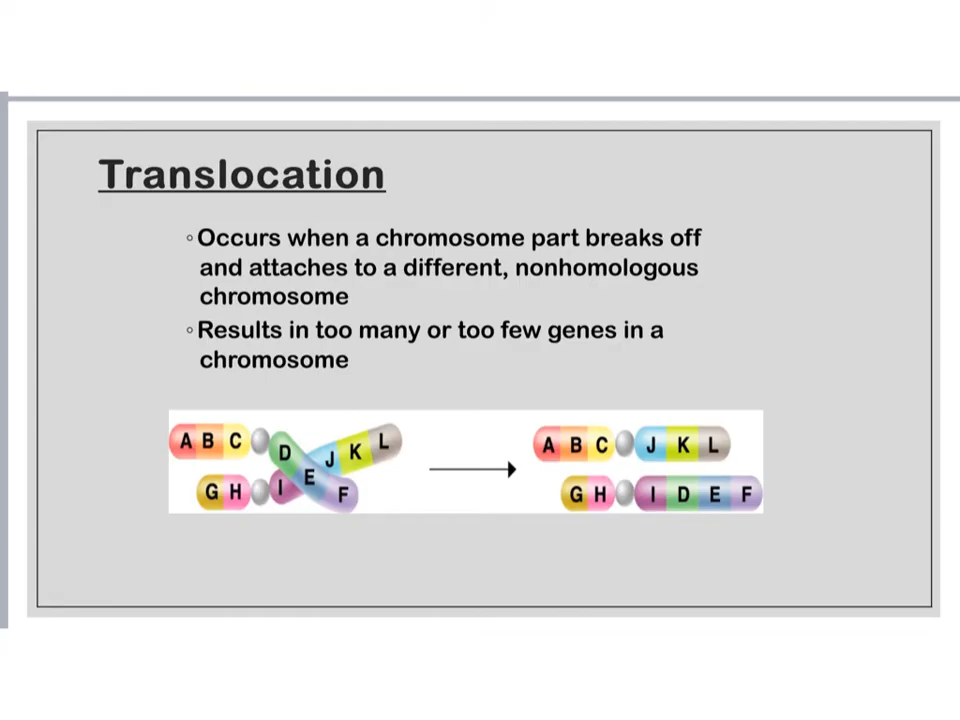 Translocation
◦Occurs when a chromosome part breaks off
and attaches to a different, nonhomologous
chromosome
◦Results in too many or too few genes in a
chromosome
A B C D J K L
G H I E F
A B C J K L
G H I D E F